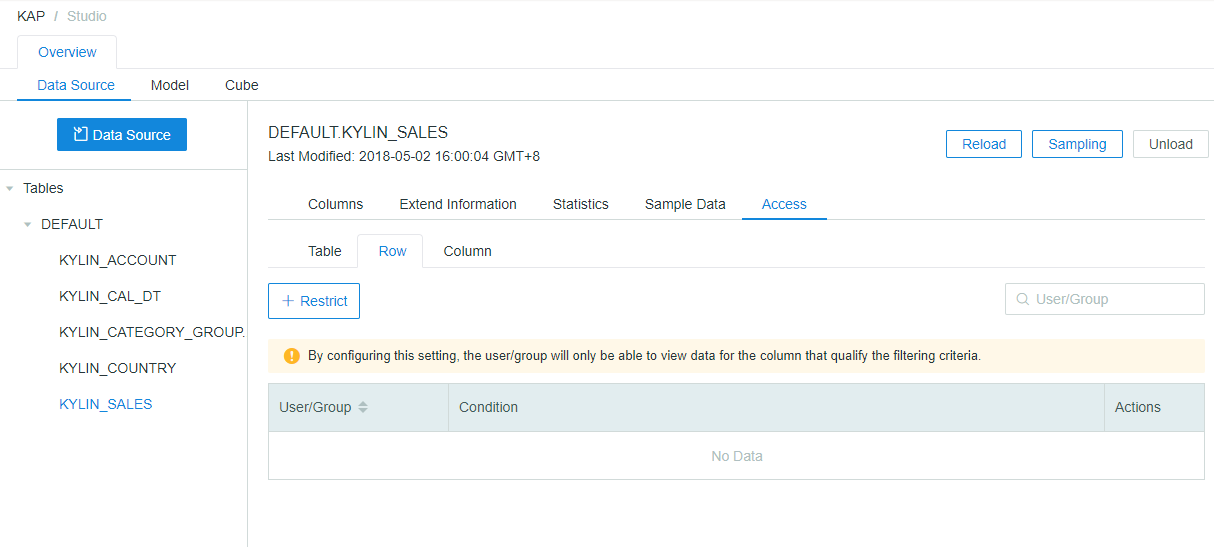 KAP / Studio
Overview
Data Source Model Cube
Data Source
Tables
DEFAULT
KYLIN_ACCOUNT
KYLIN_CAL_DT
KYLIN_CATEGORY_GROUP.
KYLIN_COUNTRY
KYLIN_SALES
DEFAULT.KYLIN_SALES
Last Modified: 2018-05-02 16:00:04 GMT+8
Reload Sampling Unload
Columns Extend Information Statistics Sample Data Access
Table Row Column
+ Restrict
User/Group
By configuring this setting, the user/group will only be able to view data for the column that qualify the filtering criteria.
User/Group Condition Actions
No Data